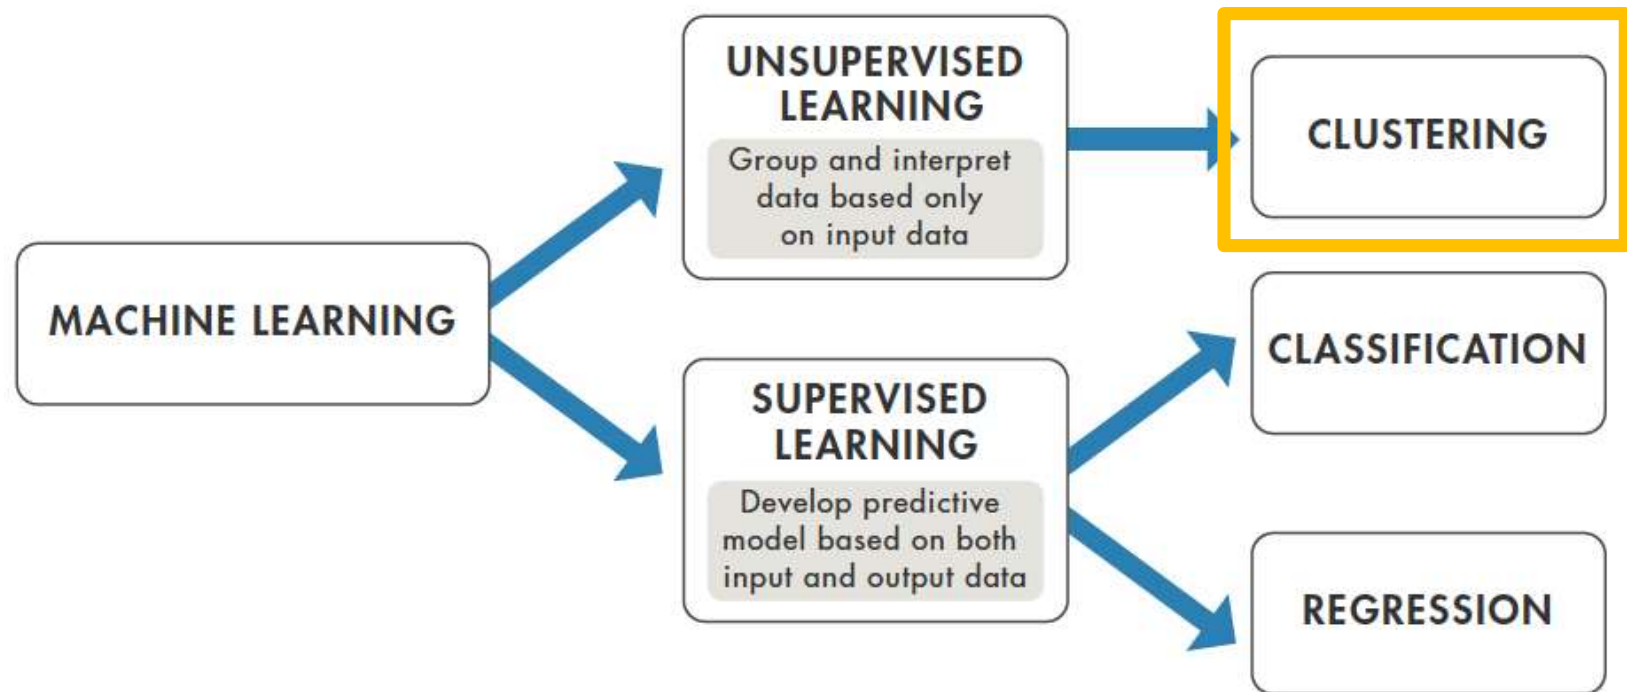 MACHINE LEARNING
UNSUPERVISED
LEARNING
Group and interpret
data based only
on input data
SUPERVISED
LEARNING
Develop predictive
model based on both
input and output data
CLUSTERING
CLASSIFICATION
REGRESSION